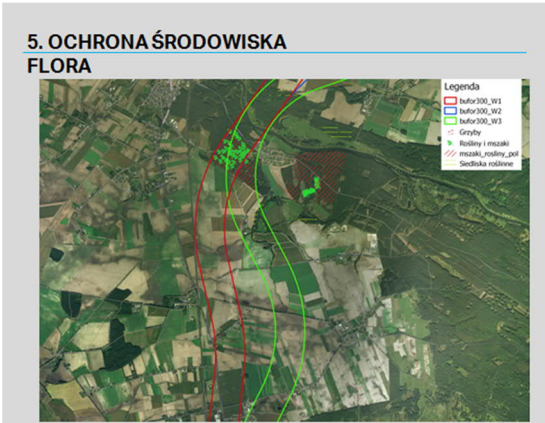 5. OCHRONA ŚRODOWISKA
FLORA
Legenda
bufor300_W1
bufor300_W2
bufor300_W3
Grzyby
Rośliny i mszaki
mszaki_rosliny_pol
Siedliska roślinne